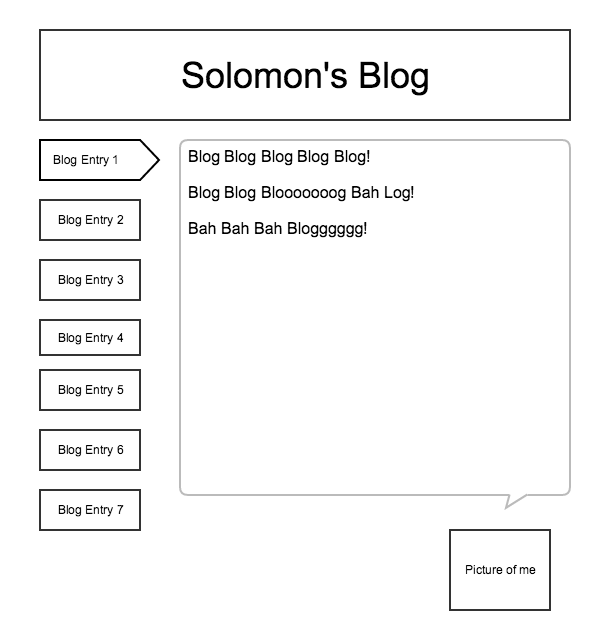 Solomon's Blog
Blog Entry 1
Blog Entry 2
Blog Entry 3
Blog Entry 4
Blog Entry 5
Blog Entry 6
Blog Entry 7
Blog Blog Blog Blog Blog!
Blog Blog Blooooooog Bah Log!
Bah Bah Bah Blogggggg!
Picture of me